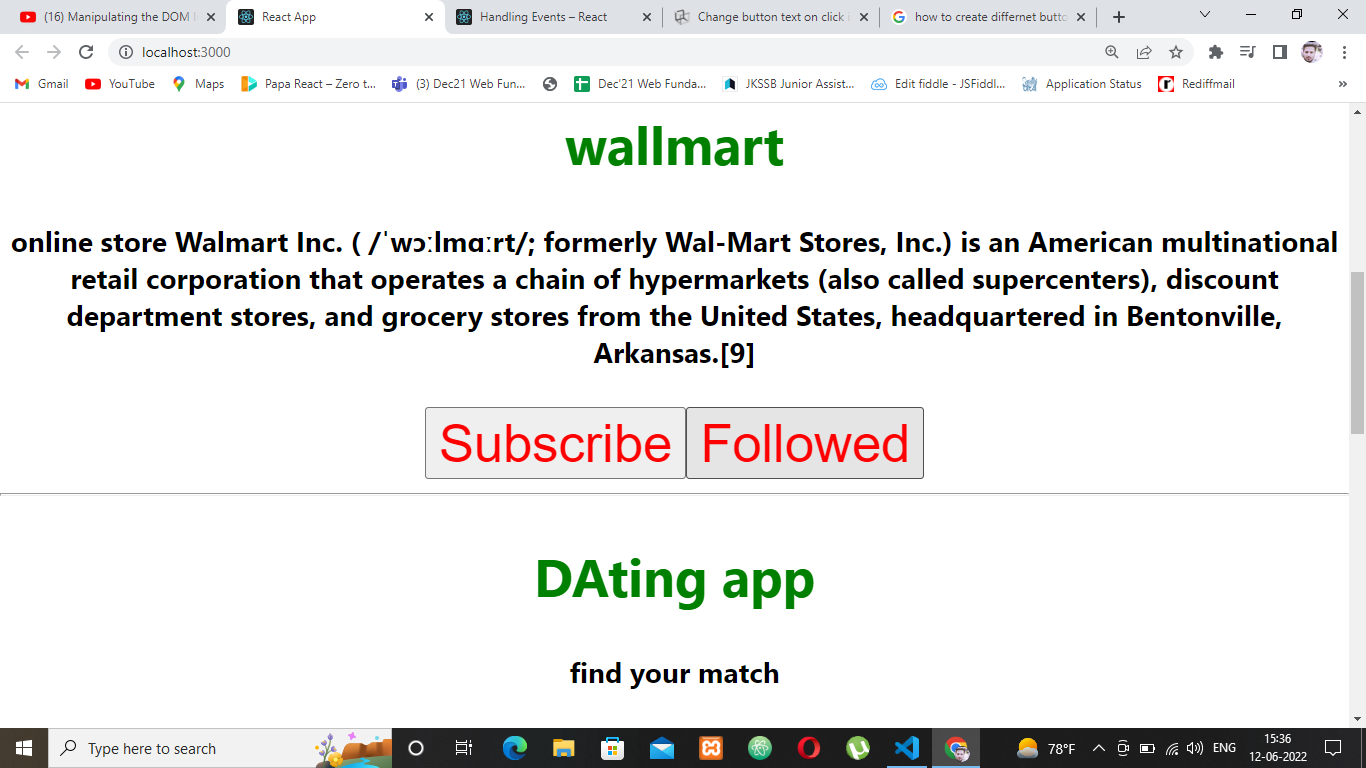 (16) Manipulating the DOM
React App
Handling Events – React
Change button text on click
how to create differnet butto
localhost:3000
Gmail
YouTube
Maps
Papa React – Zero t...
(3) Dec21 Web Fun...
Dec'21 Web Funda...
JKSSB Junior Assist...
Edit fiddle - JSFiddl...
Application Status
Rediffmail
»
wallmart
online store Walmart Inc. ( /ˈwɔːlmɑːrt/; formerly Wal-Mart Stores, Inc.) is an American multinational
retail corporation that operates a chain of hypermarkets (also called supercenters), discount
department stores, and grocery stores from the United States, headquartered in Bentonville,
Arkansas.[9]
Subscribe
Followed
DAting app
find your match
Type here to search
78°F
ENG
15:36
12-06-2022